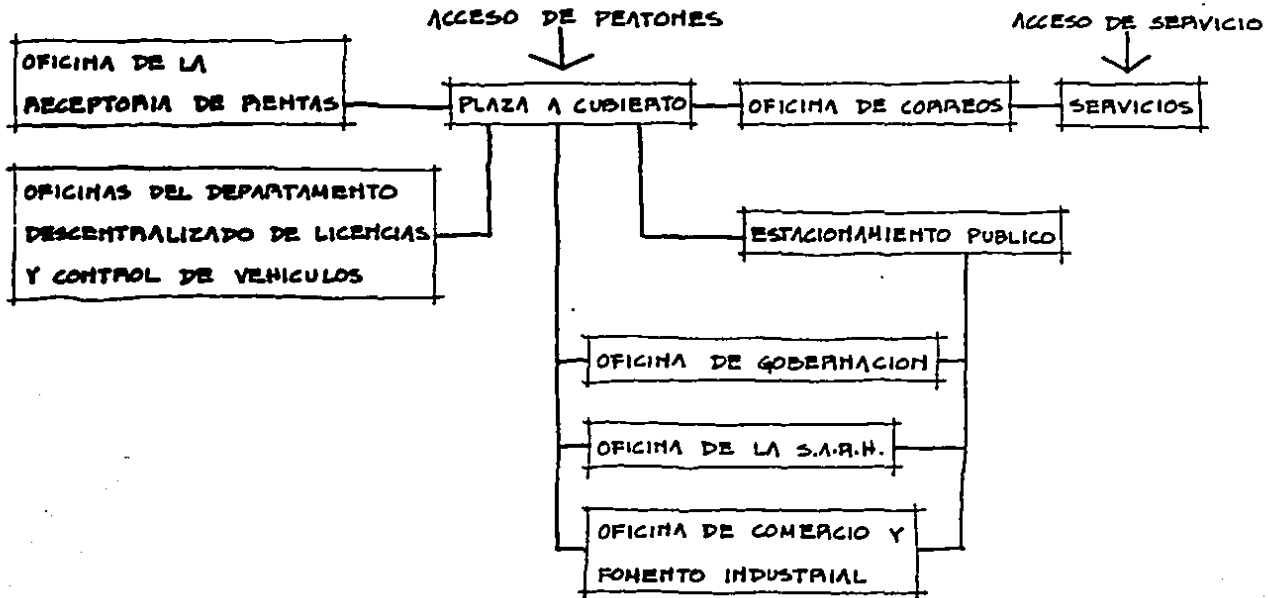 ACCESO DE PEATONES
ACCESO DE SERVICIO
OFICINA DE LA
RECEPTORIA DE RENTAS
PLAZA A CUBIERTO
OFICINA DE CORREOS
SERVICIOS
OFICINAS DEL DEPARTAMENTO
DESCENTRALIZADO DE LICENCIAS
Y CONTROL DE VEHICULOS
ESTACIONAMIENTO PUBLICO
OFICINA DE GOBERNACION
OFICINA DE LA S.A.R.H.
OFICINA DE COMERCIO Y
FOMENTO INDUSTRIAL